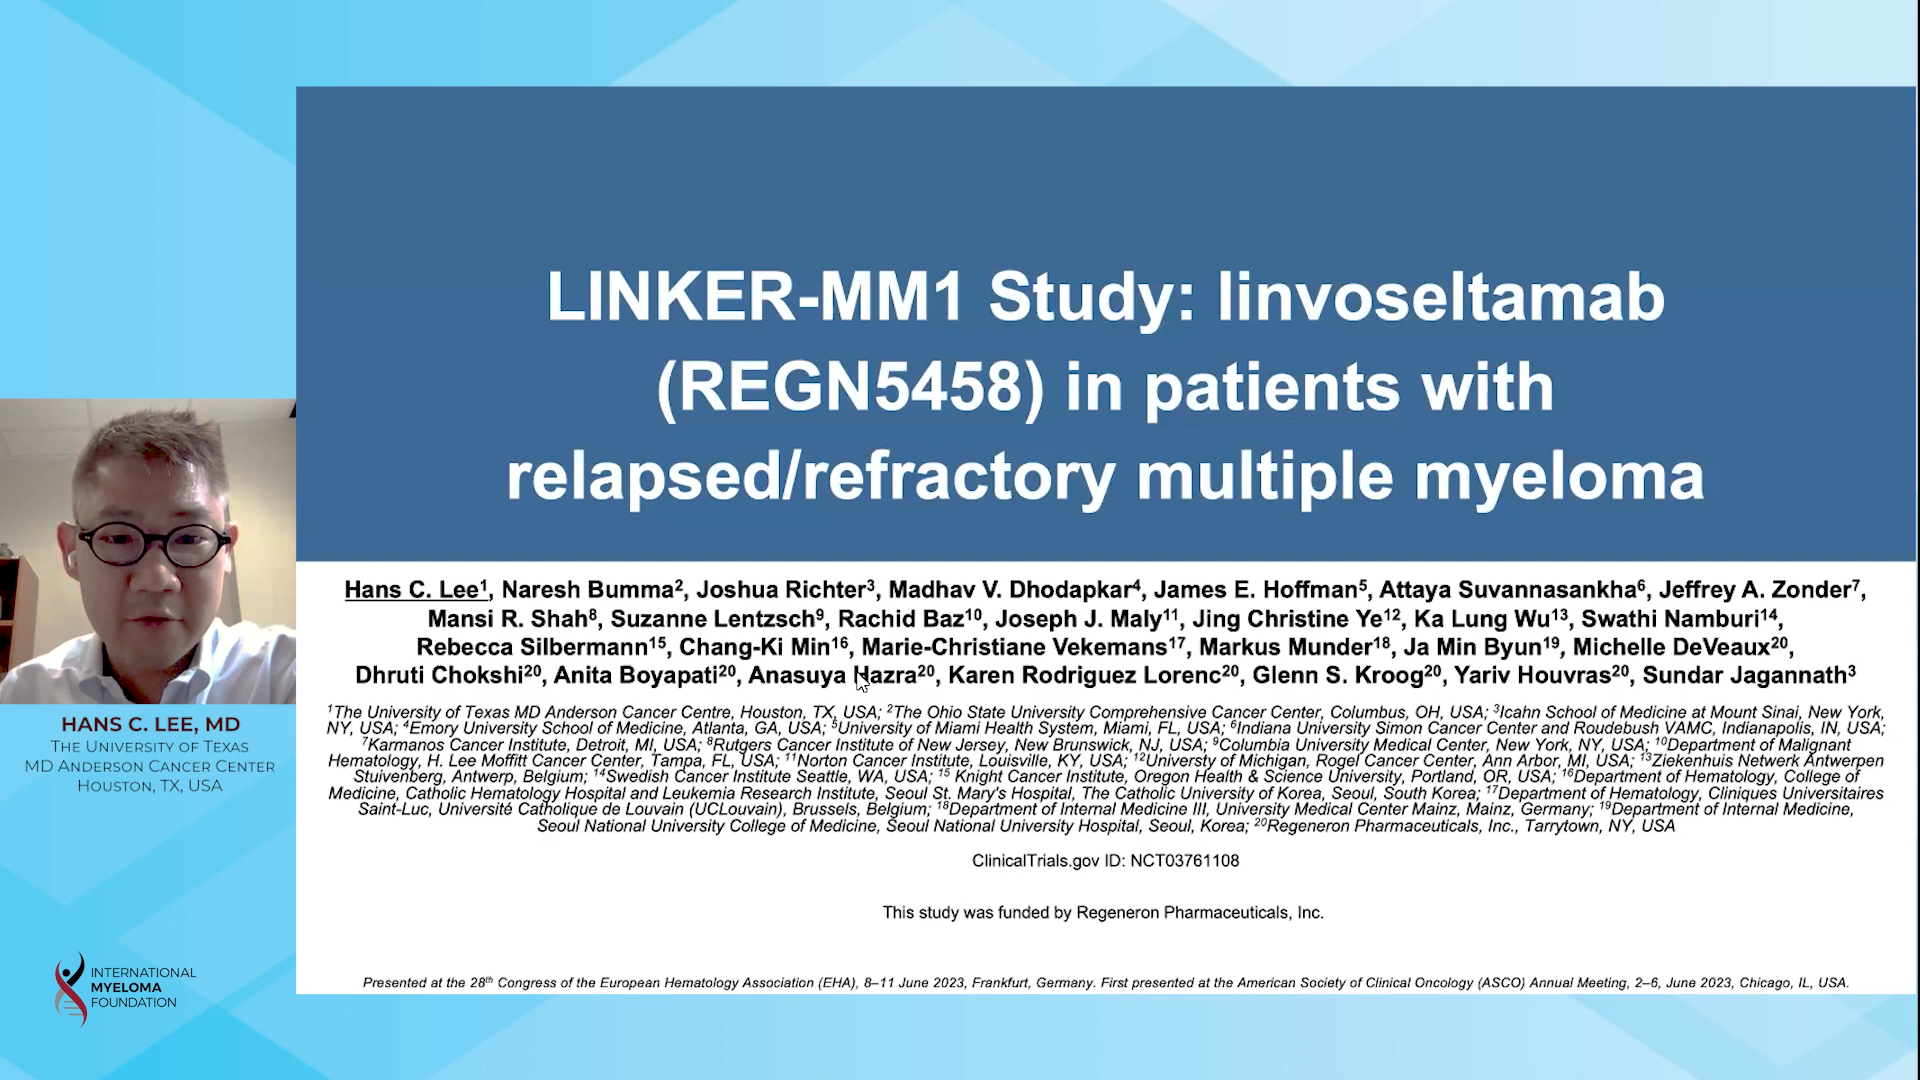 LINKER-MM1 Study: linvoseltamab
(REGN5458) in patients with
relapsed/refractory multiple myeloma
Hans C. Lee1, Naresh Bumma2, Joshua Richter3, Madhav V. Dhodapkar4, James E. Hoffman5, Attaya Suvannasankha6, Jeffrey A. Zonder7,
Mansi R. Shah8, Suzanne Lentzsch9, Rachid Baz10, Joseph J. Maly11, Jing Christine Ye12, Ka Lung Wu13, Swathi Namburi14,
Rebecca Silbermann15, Chang-Ki Min16, Marie-Christiane Vekemans17, Markus Munder18, Ja Min Byun19, Michelle DeVeaux20,
Dhruti Chokshi20, Anita Boyapati20, Anasuya Hazra20, Karen Rodriguez Lorenc20, Glenn S. Kroog20, Yariv Houvras20, Sundar Jagannath3
1The University of Texas MD Anderson Cancer Centre, Houston, TX, USA; 2The Ohio State University Comprehensive Cancer Center, Columbus, OH, USA; 3Icahn School of Medicine at Mount Sinai, New York,
NY, USA; 4Emory University School of Medicine, Atlanta, GA, USA; 5University of Miami Health System, Miami, FL, USA; 6Indiana University Simon Cancer Center and Roudebush VAMC, Indianapolis, IN, USA;
7Karmanos Cancer Institute, Detroit, MI, USA; 8Rutgers Cancer Institute of New Jersey, New Brunswick, NJ, USA; 9Columbia University Medical Center, New York, NY, USA; 10Department of Malignant
Hematology, H. Lee Moffitt Cancer Center, Tampa, FL, USA; 11Norton Cancer Institute, Louisville, KY, USA; 12Universty of Michigan, Rogel Cancer Center, Ann Arbor, MI, USA; 13Ziekenhuis Netwerk Antwerpen
Stuivenberg, Antwerp, Belgium; 14Swedish Cancer Institute Seattle, WA, USA; 15 Knight Cancer Institute, Oregon Health & Science University, Portland, OR, USA; 16Department of Hematology, College of
Medicine, Catholic Hematology Hospital and Leukemia Research Institute, Seoul St. Mary's Hospital, The Catholic University of Korea, Seoul, South Korea; 17Department of Hematology, Cliniques Universitaires
Saint-Luc, Université Catholique de Louvain (UCLouvain), Brussels, Belgium; 18Department of Internal Medicine III, University Medical Center Mainz, Mainz, Germany; 19Department of Internal Medicine,
Seoul National University College of Medicine, Seoul National University Hospital, Seoul, Korea; 20Regeneron Pharmaceuticals, Inc., Tarrytown, NY, USA
ClinicalTrials.gov ID: NCT03761108
This study was funded by Regeneron Pharmaceuticals, Inc.
Presented at the 28th Congress of the European Hematology Association (EHA), 8–11 June 2023, Frankfurt, Germany. First presented at the American Society of Clinical Oncology (ASCO) Annual Meeting, 2–6, June 2023, Chicago, IL, USA.
HANS C. LEE, MD
THE UNIVERSITY OF TEXAS
MD ANDERSON CANCER CENTER
HOUSTON, TX, USA
INTERNATIONAL
MYELOMA
FOUNDATION